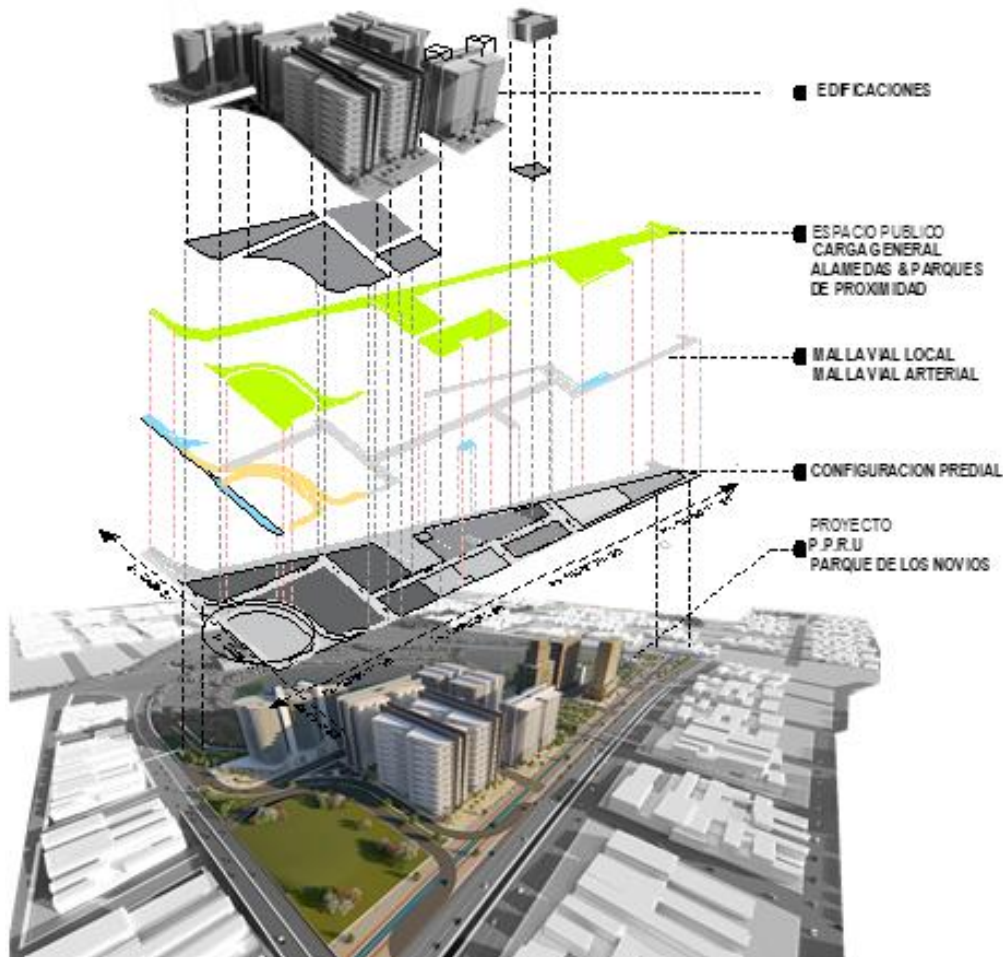 EDIFICACIONES
ESPACIO PUBLICO
CARGA GENERAL
ALAMEDAS & PARQUES
DE PROXIMIDAD
MALLA VIAL LOCAL
MALLA VIAL ARTERIAL
CONFIGURACION PREDIAL
PROYECTO
P.P.R.U
PARQUE DE LOS NOVIOS